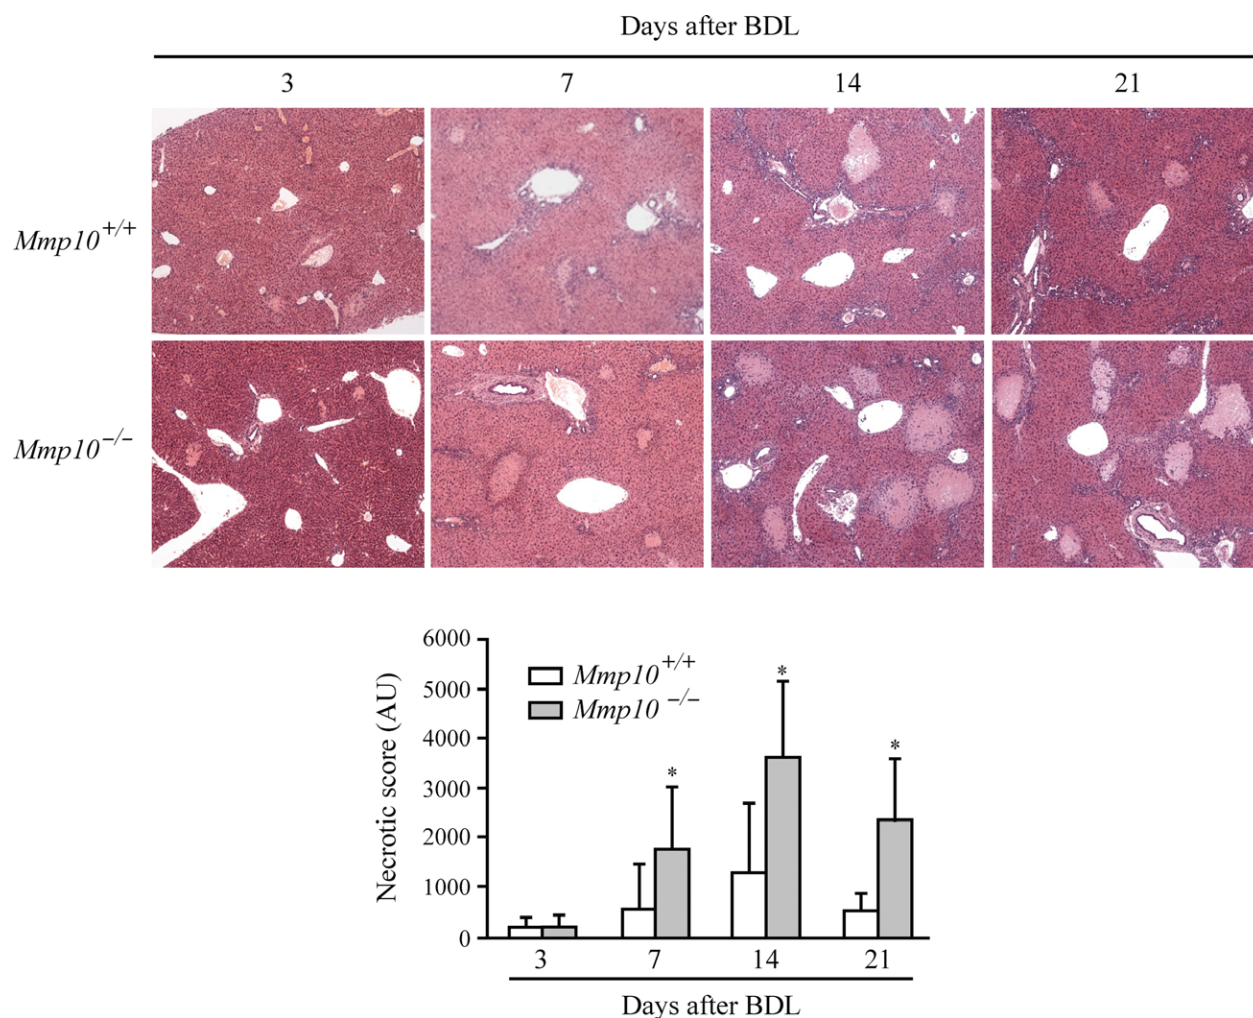 Days after BDL
3 7 14 21
Mmp10+/+
Mmp10−/−
6000
5000
4000
3000
2000
1000
0
Necrotic score (AU)
Mmp10+/+
Mmp10−/−
* * *
3 7 14 21
Days after BDL